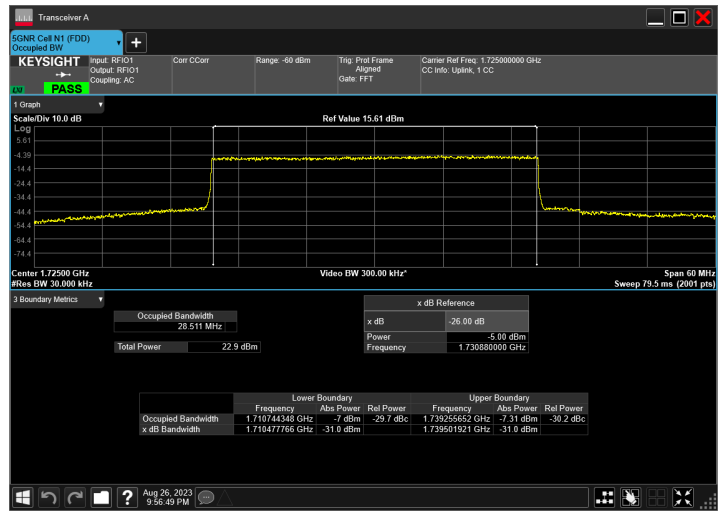 Transceiver A
5GNR Cell N1 (FDD)
Occupied BW
KEYSIGHT
Input: RFIO1
Output: RFIO1
Coupling: AC
Corr CCorr
Range: -60 dBm
Trig: Prot Frame
Aligned
Gate: FFT
Carrier Ref Freq: 1.725000000 GHz
CC Info: Uplink, 1 CC
LXI
PASS
1 Graph
Scale/Div 10.0 dB
Ref Value 15.61 dBm
Log
5.61
-4.39
-14.4
-24.4
-34.4
-44.4
-54.4
-64.4
-74.4
Center 1.72500 GHz
Video BW 300.00 kHz*
Span 60 MHz
#Res BW 30.000 kHz
Sweep 79.5 ms (2001 pts)
3 Boundary Metrics
Occupied Bandwidth
28.511 MHz
Total Power 22.9 dBm
x dB Reference
x dB -26.00 dB
Power -5.00 dBm
Frequency 1.730880000 GHz
Lower Boundary Upper Boundary
Frequency Abs Power Rel Power Frequency Abs Power Rel Power
Occupied Bandwidth 1.710744348 GHz -7 dBm -29.7 dBc 1.739255652 GHz -7.31 dBm -30.2 dBc
x dB Bandwidth 1.710477766 GHz -31.0 dBm 1.739501921 GHz -31.0 dBm
?
Aug 26, 2023
9:56:49 PM